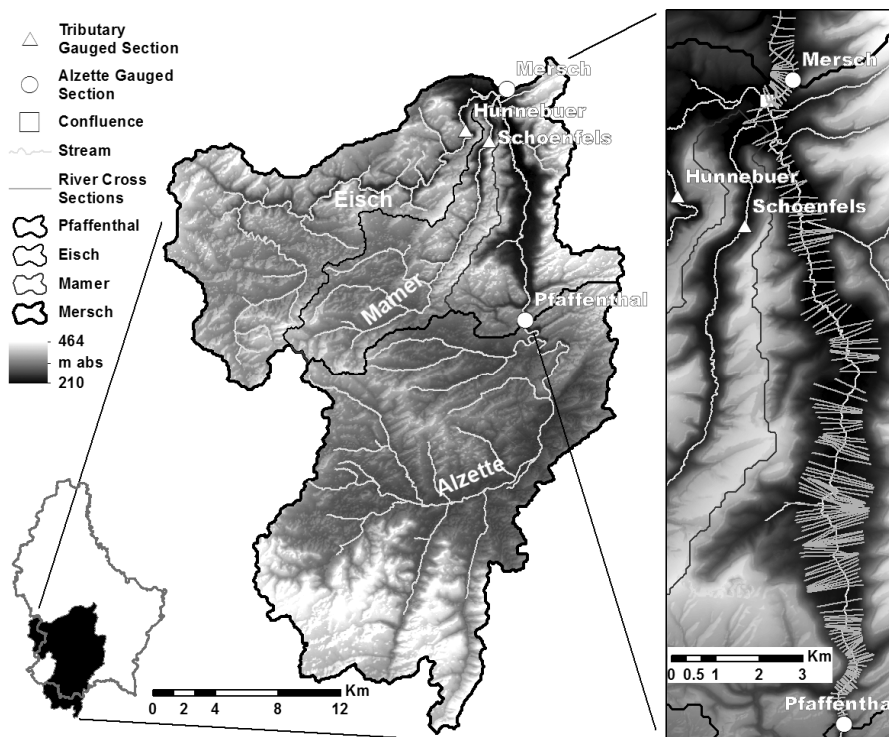 Tributary
Gauged Section
Alzette Gauged
Section
Confluence
Stream
River Cross
Sections
Pfaffenthal
Eisch
Mamer
Mersch
464
m abs
210
Mersch
Hunnebuer
Schoenfels
Eisch
Mamer
Pfaffenthal
Alzette
0 2 4 8 12
Km
Mersch
Hunnebuer
Schoenfels
Km
0 0.5 1 2 3
Pfaffentha